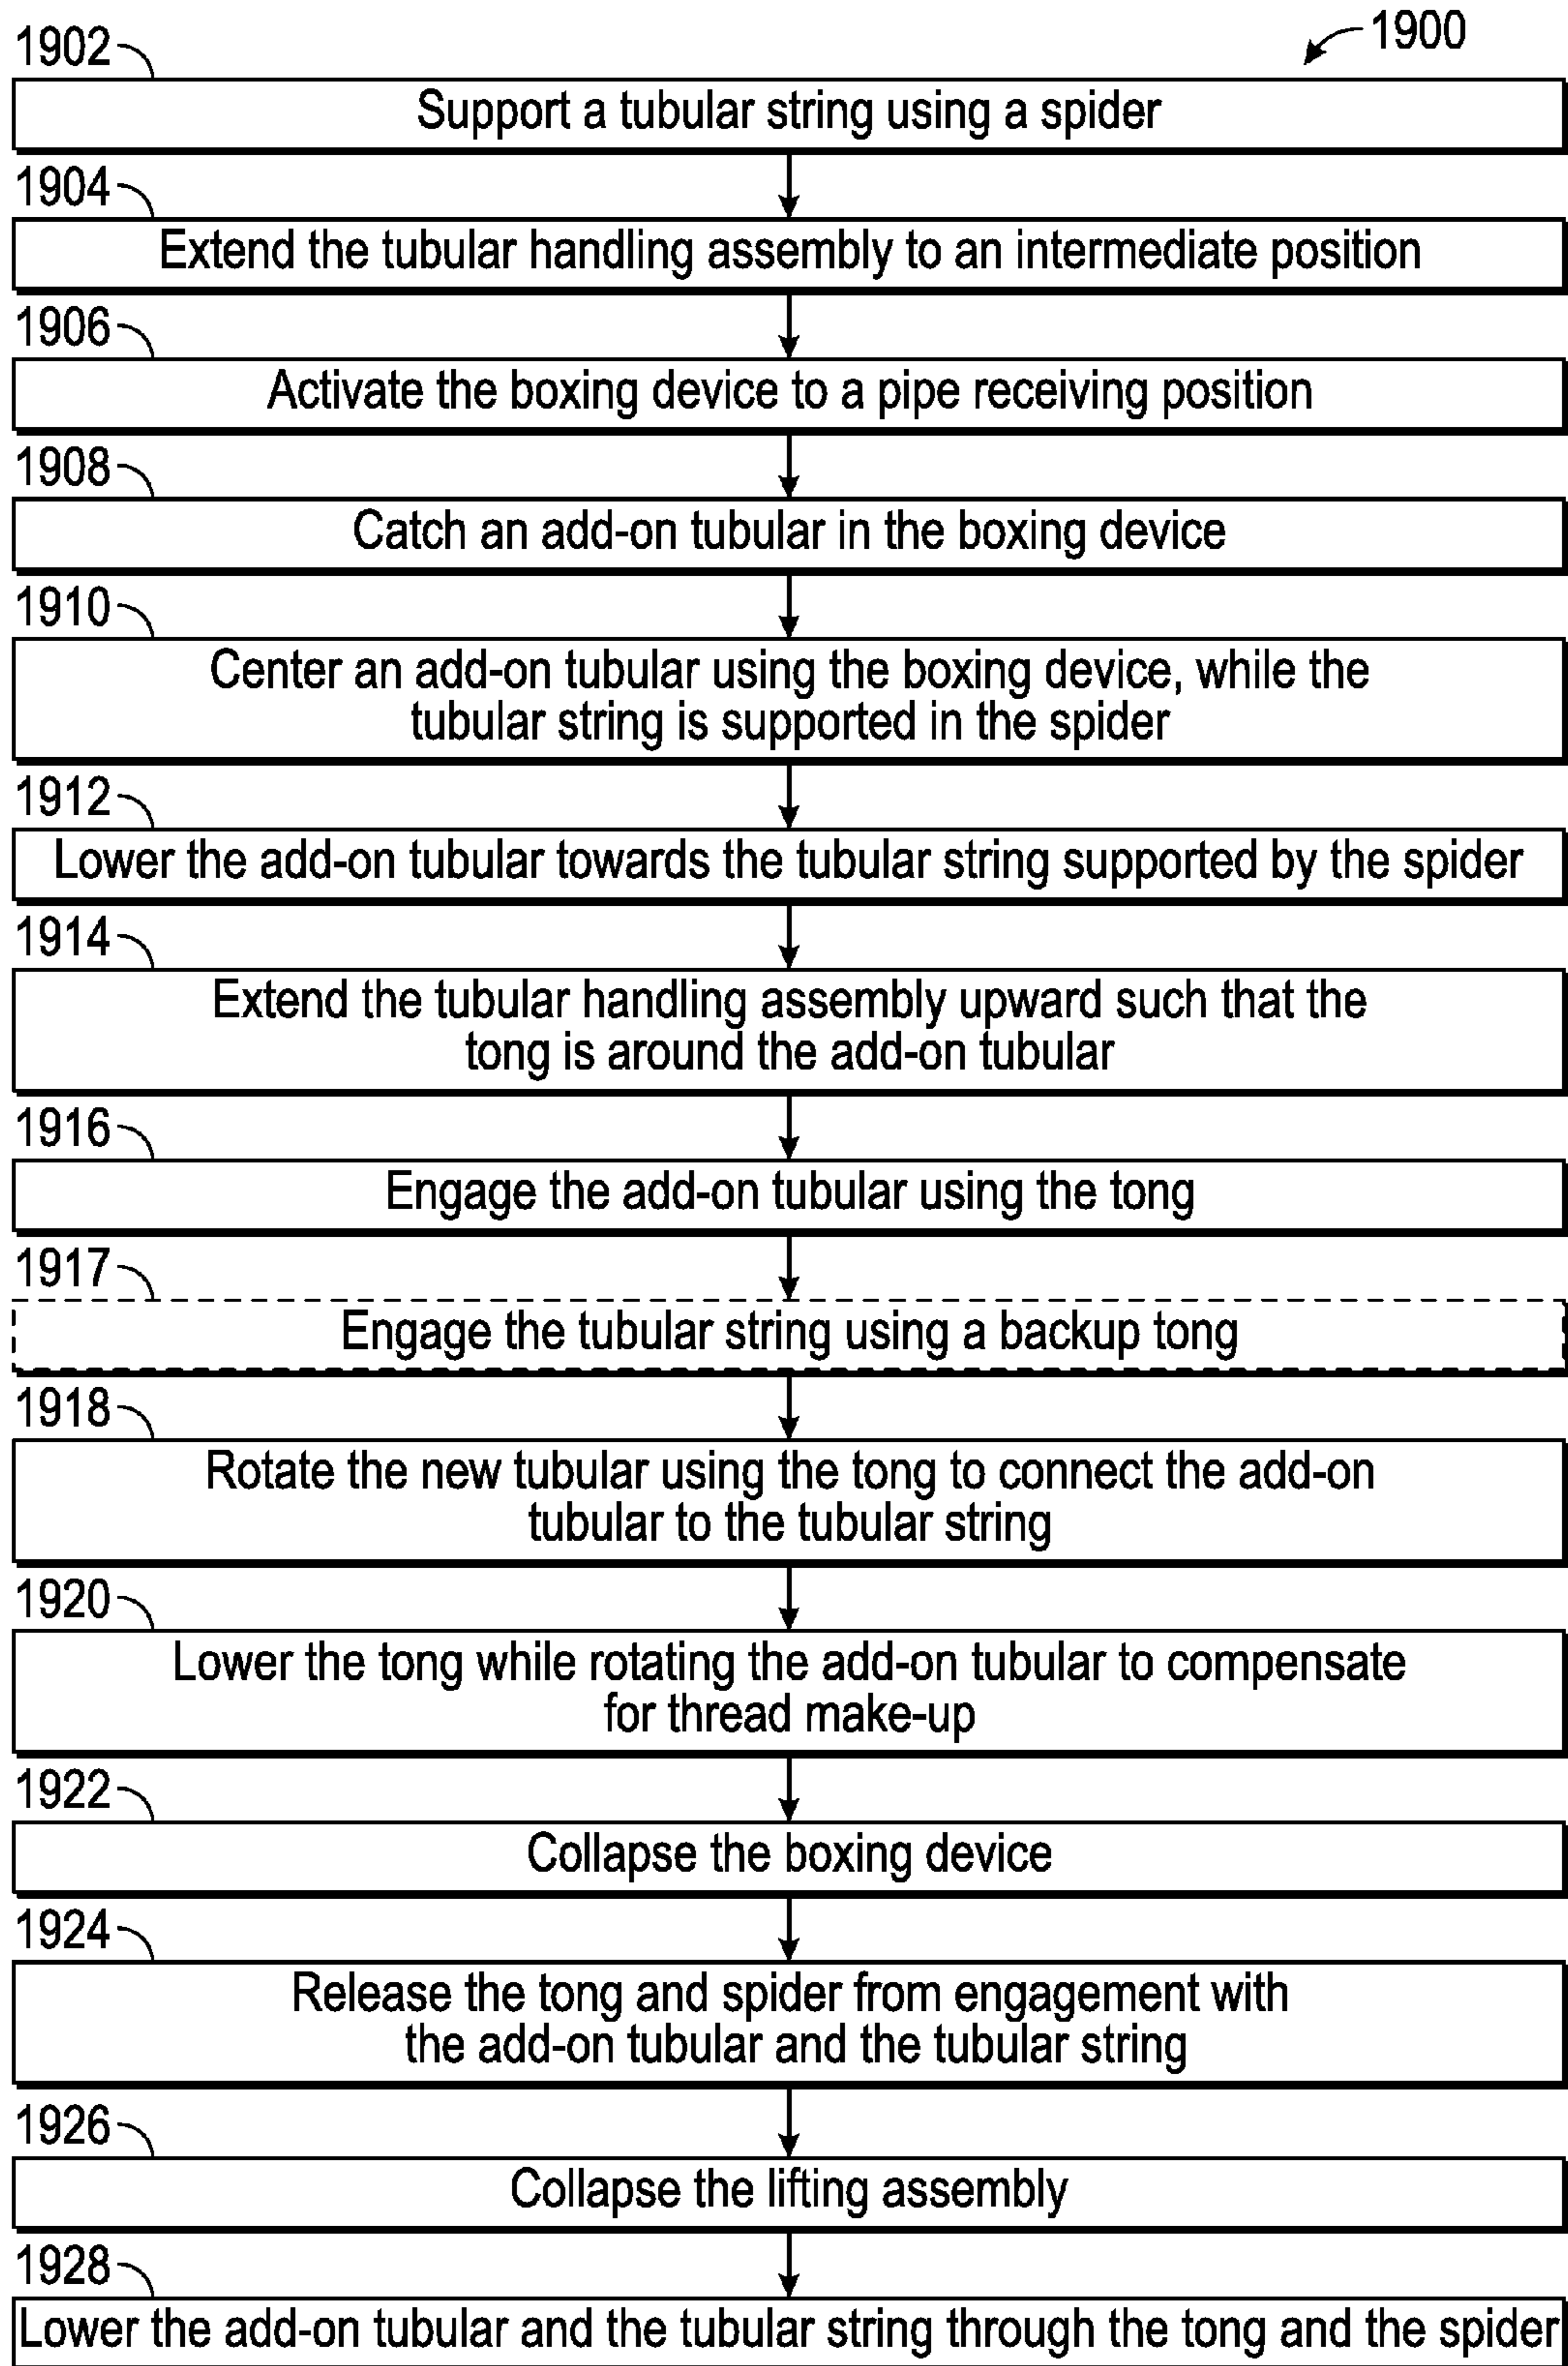 1900
1902
Support a tubular string using a spider
1904
Extend the tubular handling assembly to an intermediate position
1906
Activate the boxing device to a pipe receiving position
1908
Catch an add-on tubular in the boxing device
1910
Center an add-on tubular using the boxing device, while the
tubular string is supported in the spider
1912
Lower the add-on tubular towards the tubular string supported by the spider
1914
Extend the tubular handling assembly upward such that the
tong is around the add-on tubular
1916
Engage the add-on tubular using the tong
1917
Engage the tubular string using a backup tong
1918
Rotate the new tubular using the tong to connect the add-on
tubular to the tubular string
1920
Lower the tong while rotating the add-on tubular to compensate
for thread make-up
1922
Collapse the boxing device
1924
Release the tong and spider from engagement with
the add-on tubular and the tubular string
1926
Collapse the lifting assembly
1928
Lower the add-on tubular and the tubular string through the tong and the spider